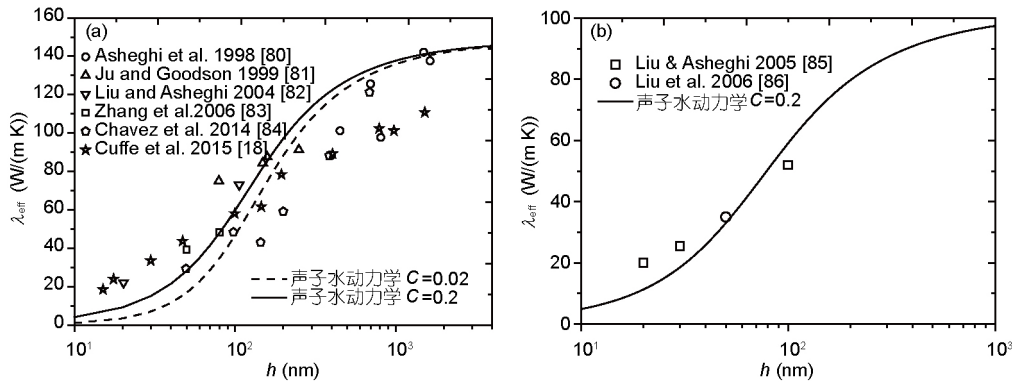 (a)
160
140
120
100
80
60
40
20
0
λeff (W/(m K))
Asheghi et al. 1998 [80]
Ju and Goodson 1999 [81]
Liu and Asheghi 2004 [82]
Zhang et al.2006 [83]
Chavez et al. 2014 [84]
Cuffe et al. 2015 [18]
声子水动力学 C=0.02
声子水动力学 C=0.2
10¹ 10² 10³
h (nm)
(b)
100
80
60
40
20
0
λeff (W/(m K))
Liu & Asheghi 2005 [85]
Liu et al. 2006 [86]
声子水动力学 C=0.2
10¹ 10² 10³
h (nm)